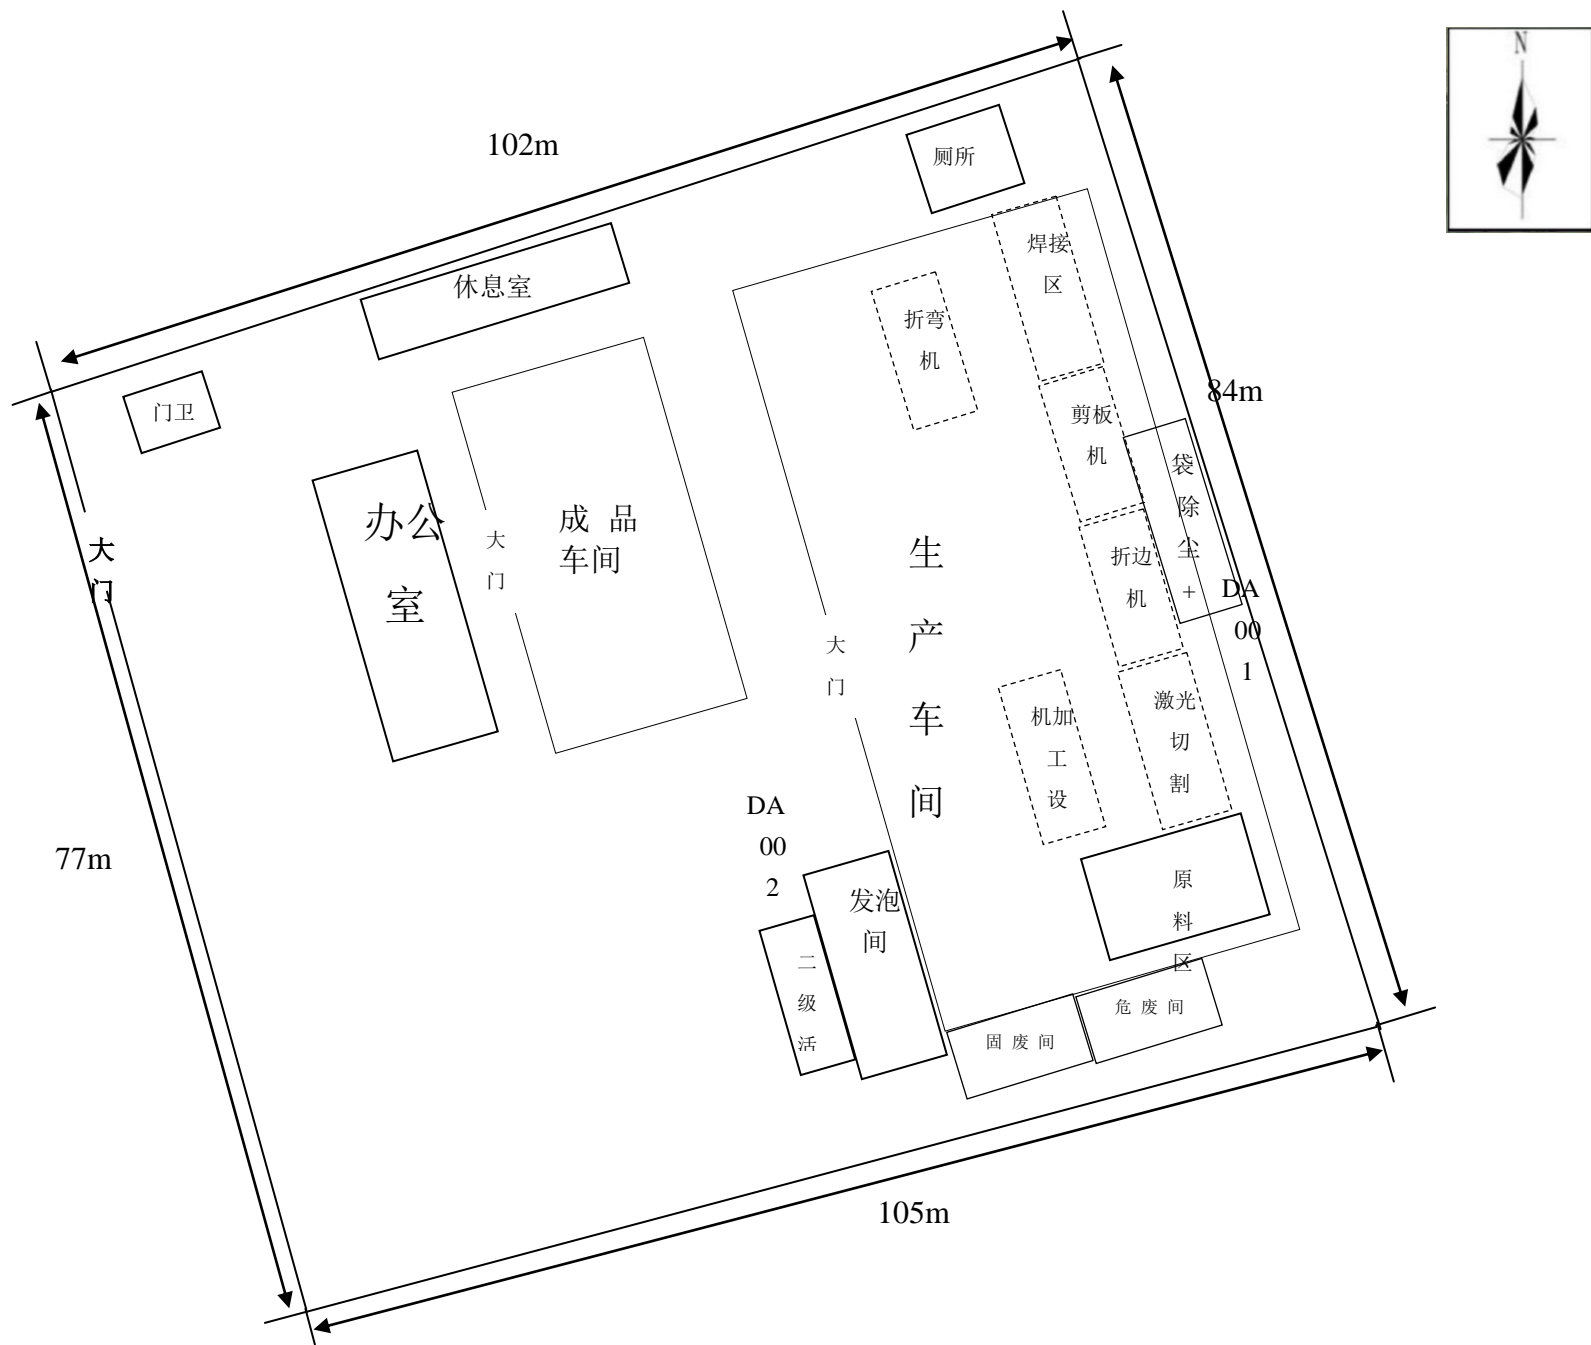 N
102m
厕所
焊接
区
休息室
折弯
机
84m
门卫
剪板
机
袋
除
尘
+
办公
室
大
门
成 品
车间
大
门
生
产
车
间
折边
机
DA
00
1
大
门
机加
工
设
激光
切
割
DA
00
2
77m
发泡
间
原
料
区
二
级
活
固 废 间
危 废 间
105m